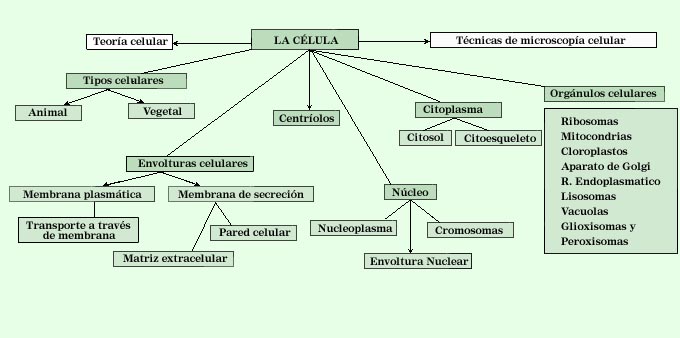 LA CÉLULA
Teoría celular
Técnicas de microscopía celular
Tipos celulares
Animal
Vegetal
Centríolos
Citoplasma
Citosol
Citoesqueleto
Orgánulos celulares
Ribosomas
Mitocondrias
Cloroplastos
Aparato de Golgi
R. Endoplasmatico
Lisosomas
Vacuolas
Glioxisomas y
Peroxisomas
Envolturas celulares
Membrana plasmática
Membrana de secreción
Transporte a través
de membrana
Pared celular
Matriz extracelular
Núcleo
Nucleoplasma
Cromosomas
Envoltura Nuclear